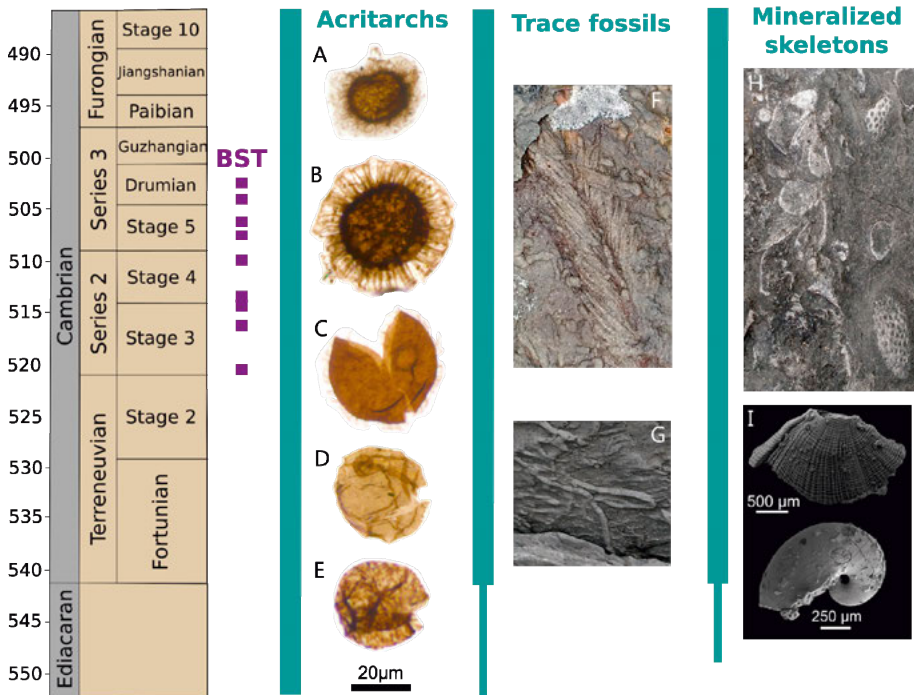 490
495
500
505
510
515
520
525
530
535
540
545
550
Cambrian
Ediacaran
Furongian
Series 3
Series 2
Terreneuvian
Stage 10
Jiangshanian
Paibian
Guzhangian
Drumian
Stage 5
Stage 4
Stage 3
Stage 2
Fortunian
BST
Acritarchs
A
B
C
D
E
20μm
Trace fossils
F
G
Mineralized
skeletons
H
I
500 μm
250 μm